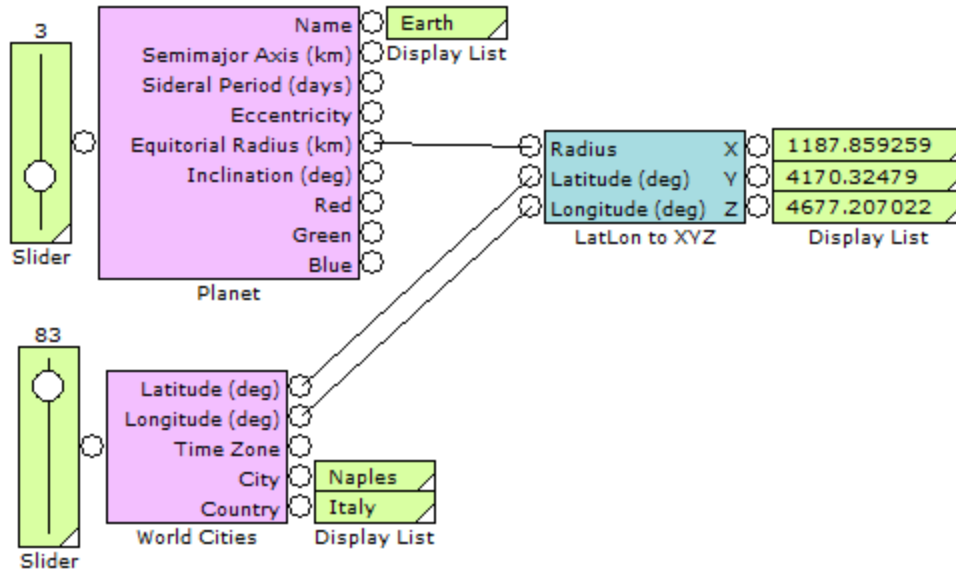 3
Slider
Name
Semimajor Axis (km)
Sideral Period (days)
Eccentricity
Equitorial Radius (km)
Inclination (deg)
Red
Green
Blue
Planet
Earth
Display List
Radius X
Latitude (deg) Y
Longitude (deg) Z
LatLon to XYZ
1187.859259
4170.32479
4677.207022
Display List
83
Slider
Latitude (deg)
Longitude (deg)
Time Zone
City
Country
World Cities
Naples
Italy
Display List